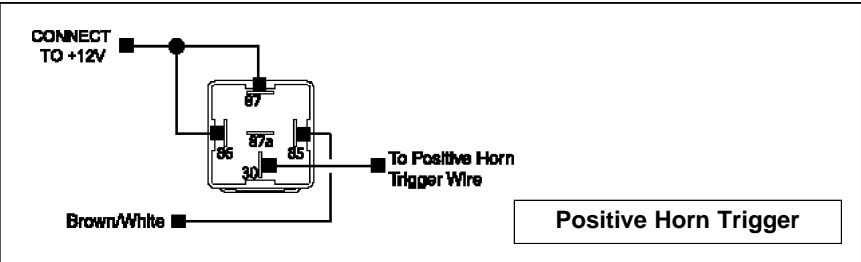 CONNECT
TO +12V
87
87a
86
85
30
To Positive Horn
Trigger Wire
Brown/White
Positive Horn Trigger